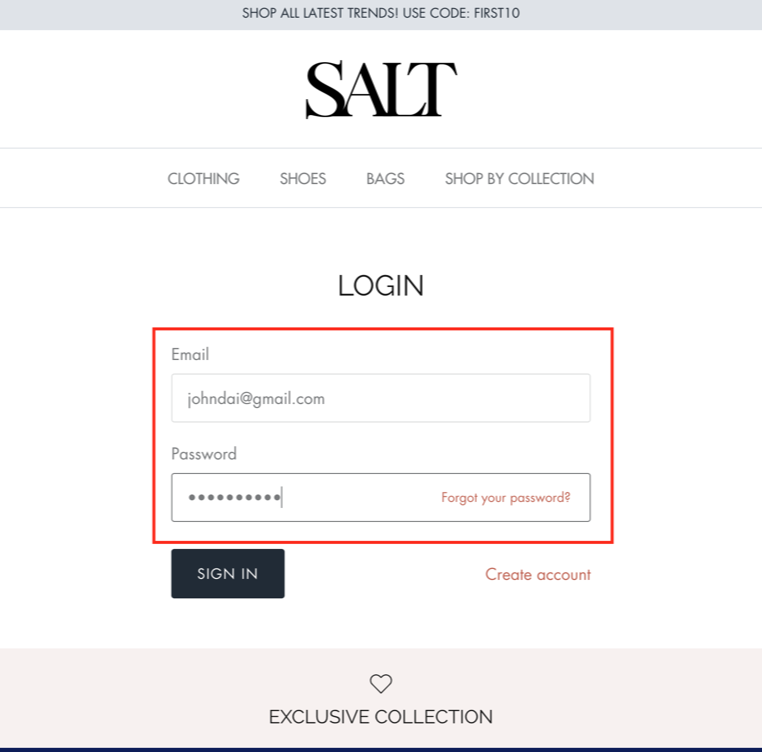 SHOP ALL LATEST TRENDS! USE CODE: FIRST10
SALT
CLOTHING SHOES BAGS SHOP BY COLLECTION
LOGIN
Email
johndai@gmail.com
Password
••••••••••
Forgot your password?
SIGN IN
Create account
EXCLUSIVE COLLECTION